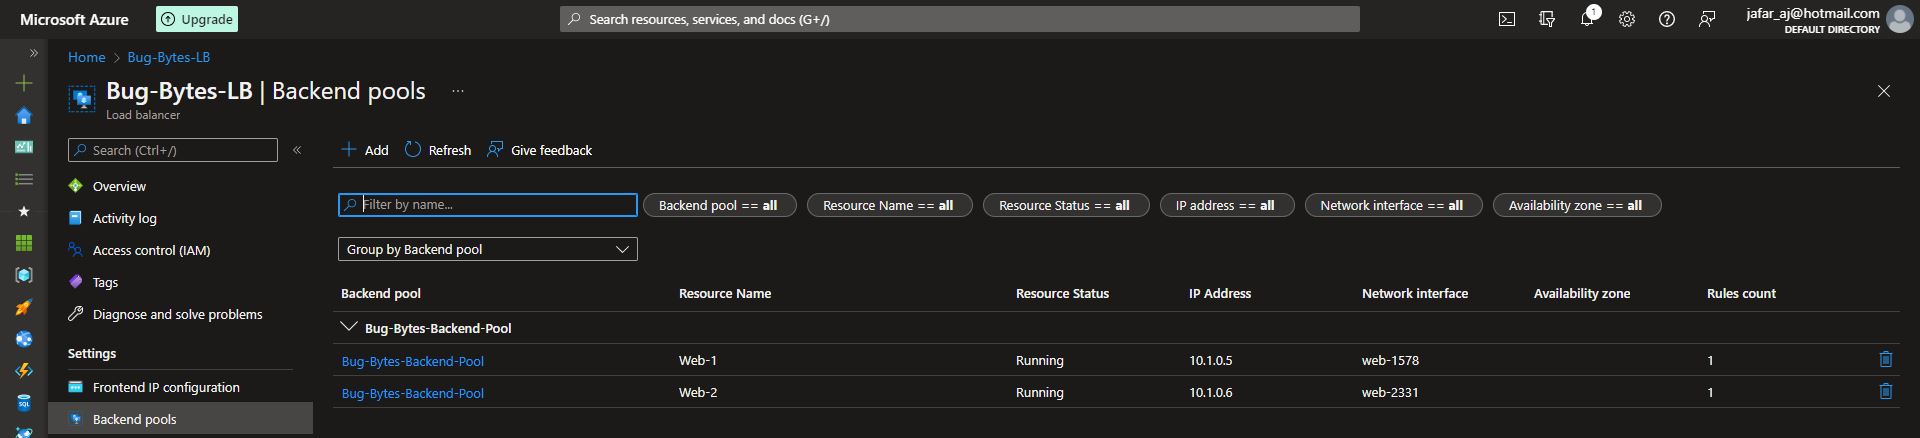 Microsoft Azure
Upgrade
Search resources, services, and docs (G+/)
1
jafar_aj@hotmail.com
DEFAULT DIRECTORY
Home > Bug-Bytes-LB
Bug-Bytes-LB | Backend pools ...
Load balancer
Search (Ctrl+/)
Overview
Activity log
Access control (IAM)
Tags
Diagnose and solve problems
Settings
Frontend IP configuration
Backend pools
Add Refresh Give feedback
Filter by name... Backend pool == all Resource Name == all Resource Status == all IP address == all Network interface == all Availability zone == all
Group by Backend pool
Backend pool Resource Name Resource Status IP Address Network interface Availability zone Rules count
Bug-Bytes-Backend-Pool
Bug-Bytes-Backend-Pool Web-1 Running 10.1.0.5 web-1578 1
Bug-Bytes-Backend-Pool Web-2 Running 10.1.0.6 web-2331 1
SQL